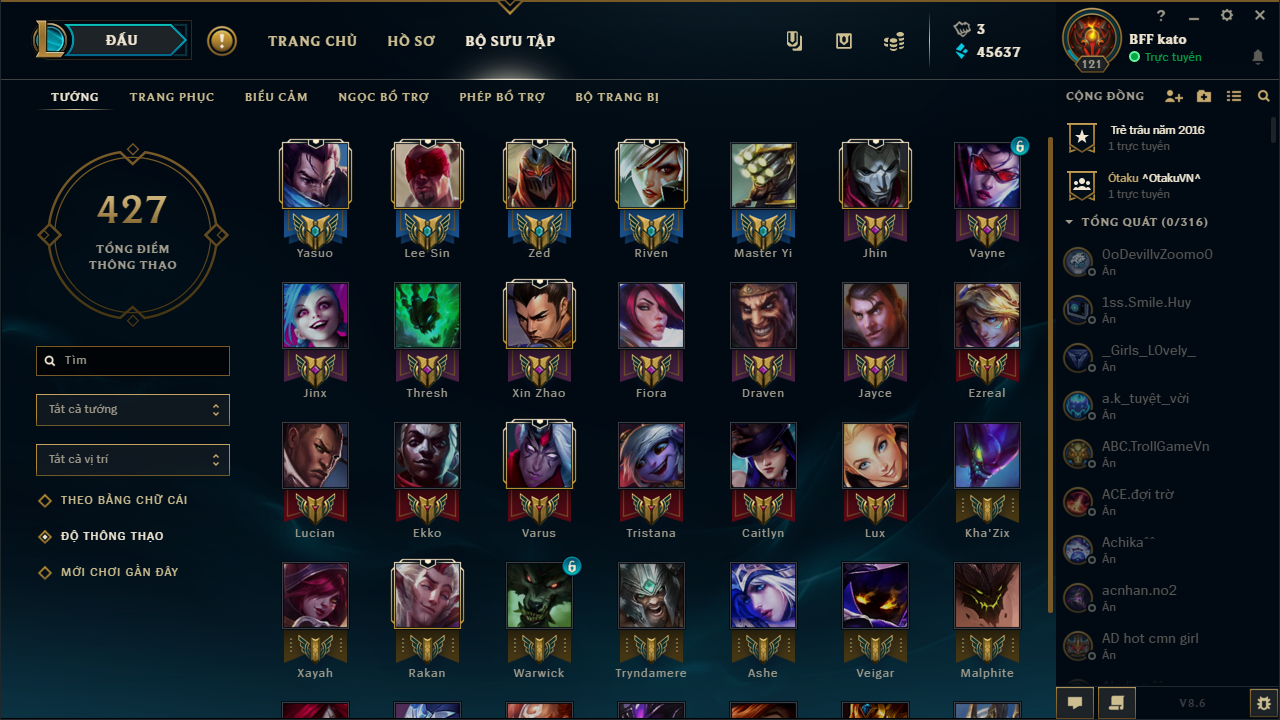 ĐẤU
TRANG CHỦ
HỒ SƠ
BỘ SƯU TẬP
3
45637
?
121
BFF kato
Trực tuyến
TƯỚNG
TRANG PHỤC
BIỂU CẢM
NGỌC BỔ TRỢ
PHÉP BỔ TRỢ
BỘ TRANG BỊ
427
TỔNG ĐIỂM
THÔNG THẠO
Tìm
Tất cả tướng
Tất cả vị trí
THEO BẢNG CHỮ CÁI
ĐỘ THÔNG THẠO
MỚI CHƠI GẦN ĐÂY
6
Yasuo
Lee Sin
Zed
Riven
Master Yi
Jhin
Vayne
Jinx
Thresh
Xin Zhao
Fiora
Draven
Jayce
Ezreal
Lucian
Ekko
Varus
Tristana
Caitlyn
Lux
Kha'Zix
6
Xayah
Rakan
Warwick
Tryndamere
Ashe
Veigar
Malphite
CỘNG ĐỒNG
Trẻ trâu năm 2016
1 trực tuyến
Ótaku ^OtakuVN^
1 trực tuyến
TỔNG QUÁT (0/316)
0oDevillvZoomo0
Ẩn
1ss.Smile.Huy
Ẩn
_Girls_L0vely_
Ẩn
a.k_tuyệt_vời
Ẩn
ABC.TrollGameVn
Ẩn
ACE.đợi trờ
Ẩn
Achikaˆˆ
Ẩn
acnhan.no2
Ẩn
AD hot cmn girl
Ẩn
V8.6